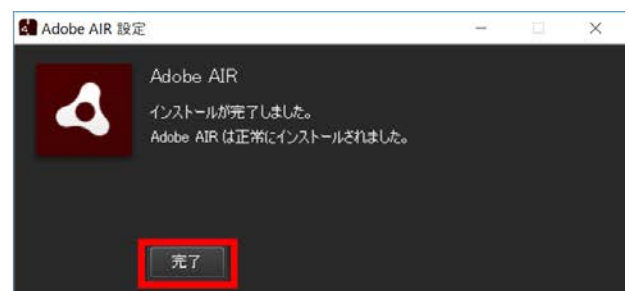 Adobe AIR 設定
Adobe AIR
インストールが完了しました。
Adobe AIR は正常にインストールされました。
完了